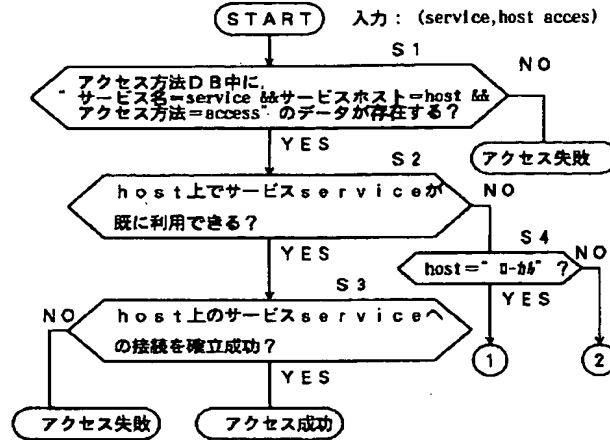 START 入力: (service,host acces)
S1
NO
アクセス方法DB中に,
"サービス名=service &&サービスホスト=host &&
アクセス方法=access" のデータが存在する?
YES
アクセス失敗
S2
host上でサービスserviceが
既に利用できる?
NO
YES
S4
host="ローカル" ?
NO
YES
S3
NO
host上のサービスserviceへ
の接続を確立成功?
YES
1
2
アクセス失敗
アクセス成功